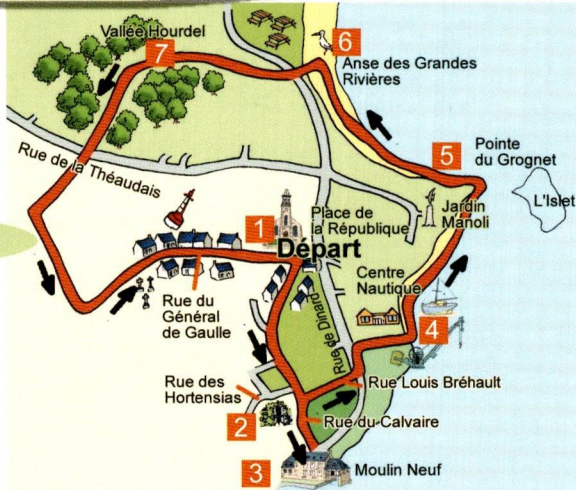 Vallée Hourdel
7
6
Anse des Grandes
Rivières
5
Pointe
du Grognet
L'Islet
Rue de la Théaudais
1
Place de
la République
Départ
Jardin
Manoli
Centre
Nautique
4
Rue du
Général
de Gaulle
Rue de Dinard
Rue des
Hortensias
Rue Louis Bréhault
2
Rue du Calvaire
3
Moulin Neuf